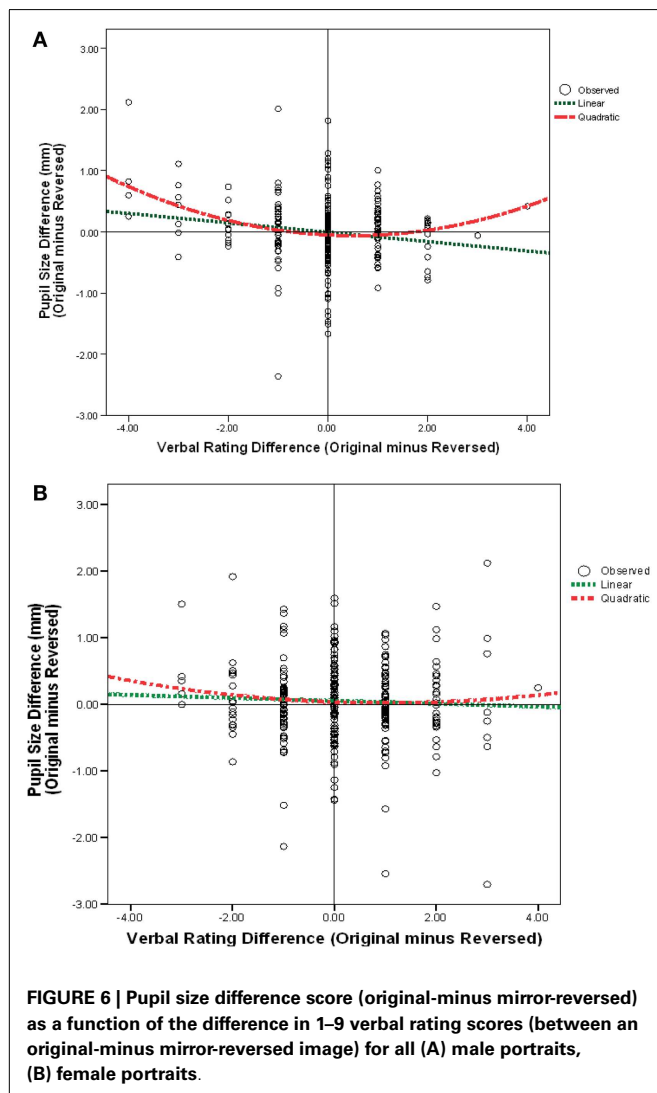 A
3.00
2.00
1.00
0.00
-1.00
-2.00
-3.00
Pupil Size Difference (mm)
(Original minus Reversed)
-4.00 -2.00 0.00 2.00 4.00
Verbal Rating Difference (Original minus Reversed)
Observed
Linear
Quadratic
B
3.00
2.00
1.00
0.00
-1.00
-2.00
-3.00
Pupil Size Difference (mm)
(Original minus Reversed)
-4.00 -2.00 0.00 2.00 4.00
Verbal Rating Difference (Original minus Reversed)
Observed
Linear
Quadratic
FIGURE 6 | Pupil size difference score (original-minus mirror-reversed)
as a function of the difference in 1–9 verbal rating scores (between an
original-minus mirror-reversed image) for all (A) male portraits,
(B) female portraits.